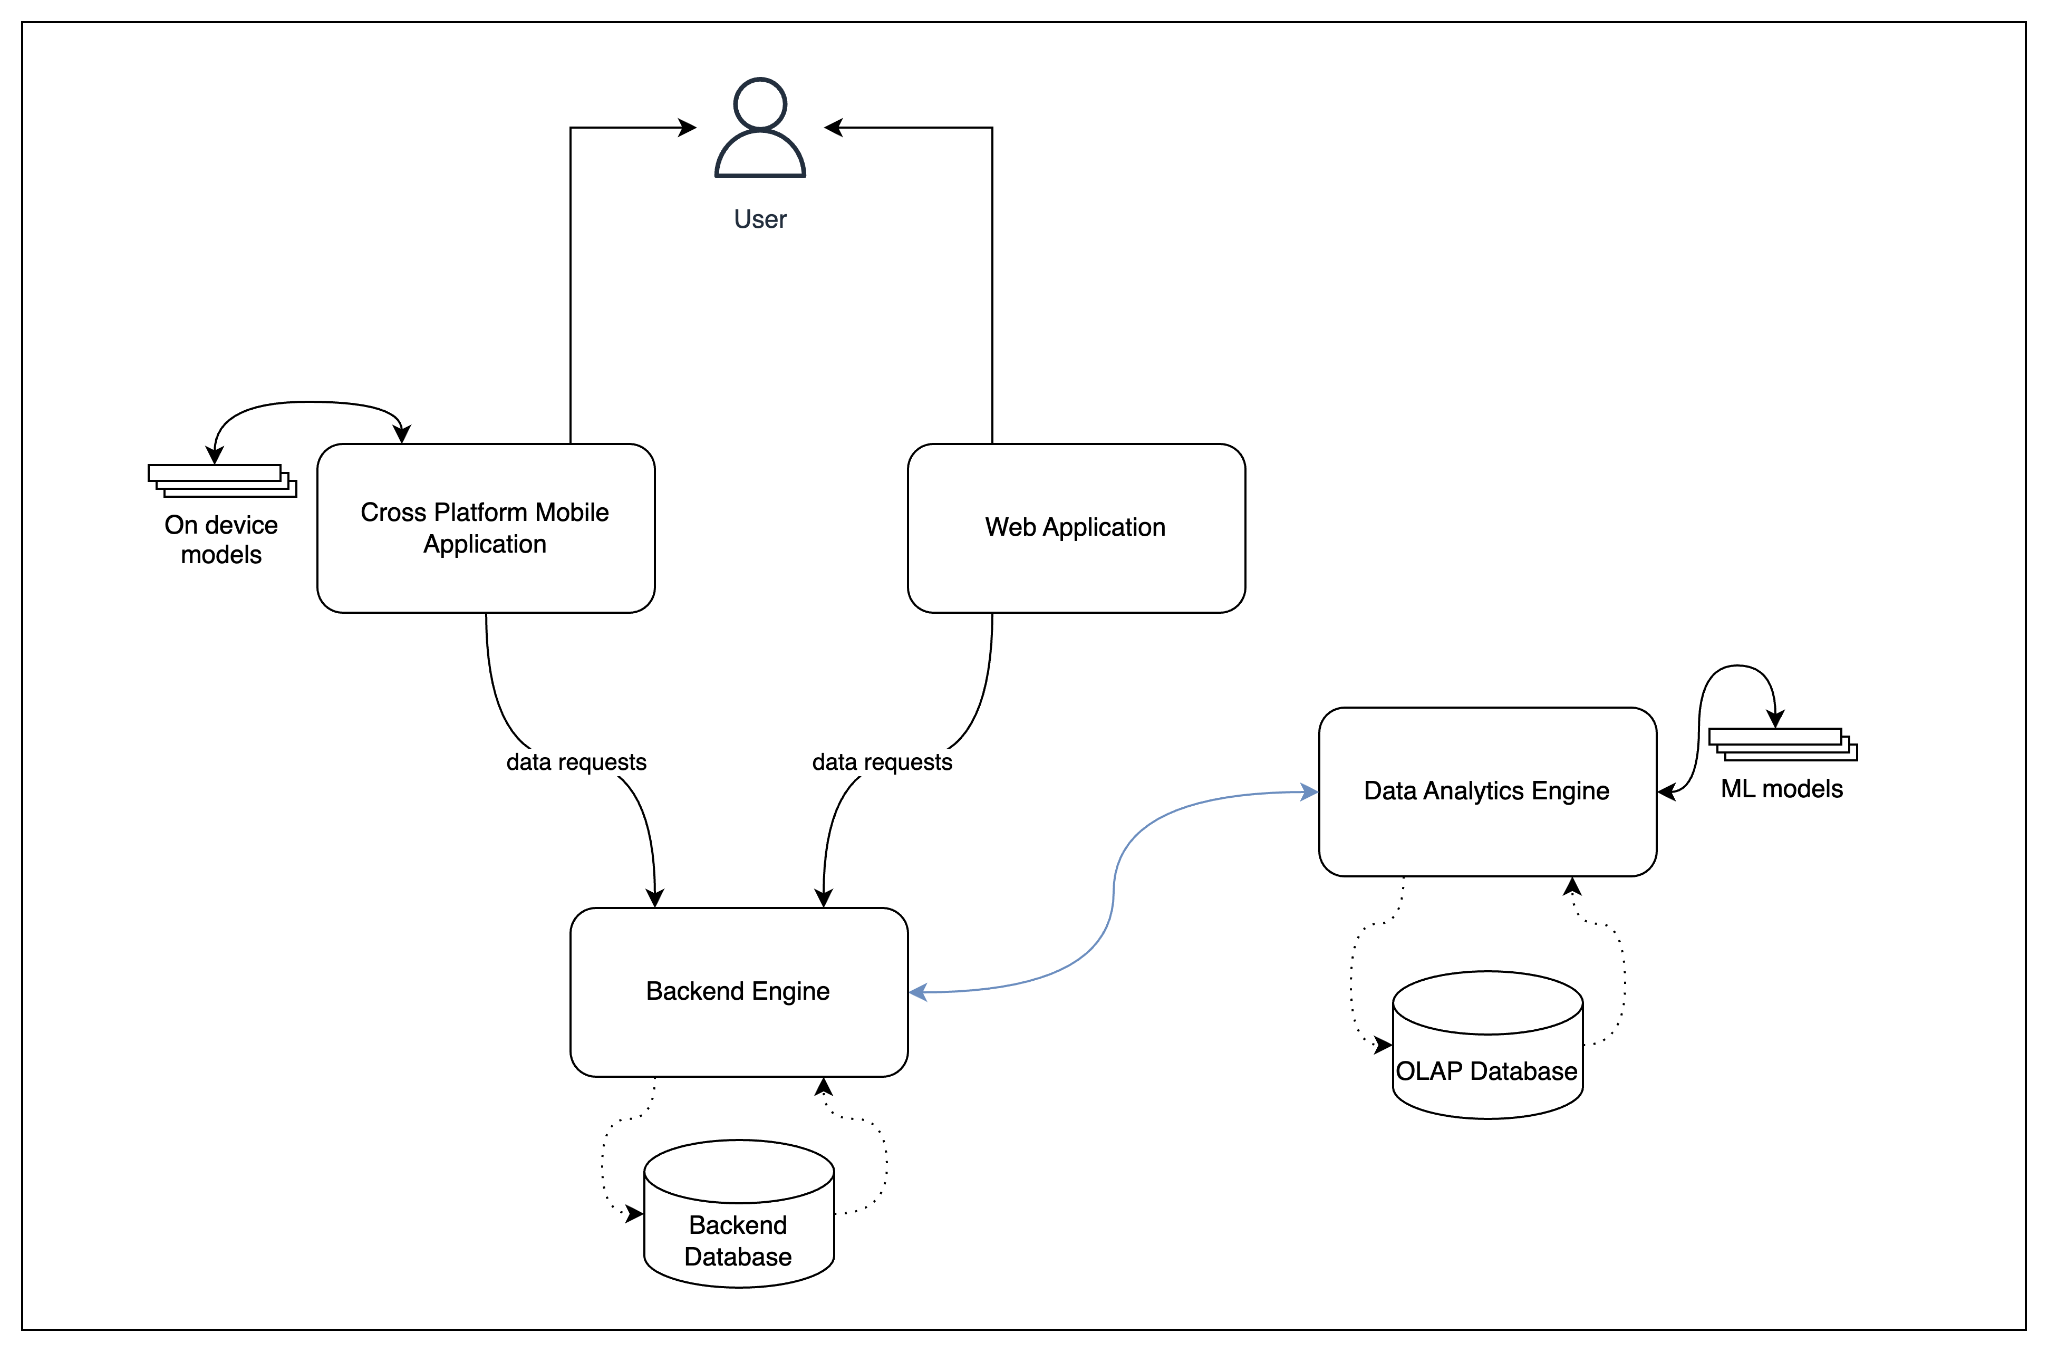 User
On device
models
Cross Platform Mobile
Application
Web Application
data requests
data requests
Data Analytics Engine
ML models
Backend Engine
OLAP Database
Backend
Database